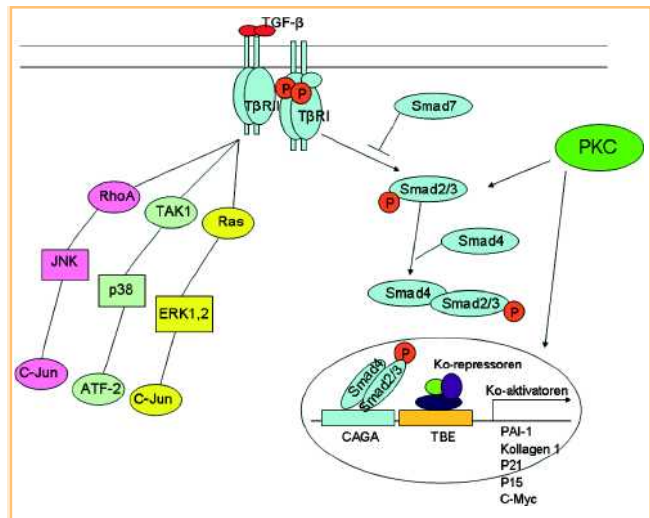 TGF-β
P
P
TβRII
TβRI
Smad7
PKC
RhoA
TAK1
Ras
P
Smad2/3
Smad4
JNK
p38
ERK1,2
Smad4
Smad2/3
P
C-Jun
ATF-2
C-Jun
P
Smad4
Smad2/3
Ko-repressoren
Ko-aktivatoren
CAGA
TBE
PAI-1
Kollagen 1
P21
P15
C-Myc